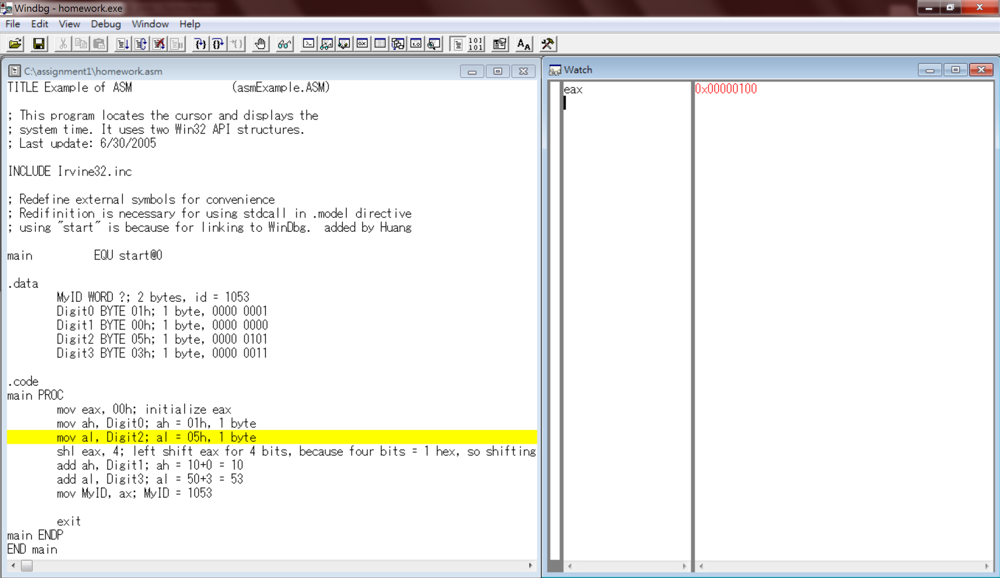 Windbg - homework.exe
File Edit View Debug Window Help
C:\assignment1\homework.asm
TITLE Example of ASM (asmExample.ASM)
; This program locates the cursor and displays the
; system time. It uses two Win32 API structures.
; Last update: 6/30/2005
INCLUDE Irvine32.inc
; Redefine external symbols for convenience
; Redifinition is necessary for using stdcall in .model directive
; using "start" is because for linking to WinDbg. added by Huang
main EQU start@0
.data
MyID WORD ?; 2 bytes, id = 1053
Digit0 BYTE 01h; 1 byte, 0000 0001
Digit1 BYTE 00h; 1 byte, 0000 0000
Digit2 BYTE 05h; 1 byte, 0000 0101
Digit3 BYTE 03h; 1 byte, 0000 0011
.code
main PROC
mov eax, 00h; initialize eax
mov ah, Digit0; ah = 01h, 1 byte
mov al, Digit2; al = 05h, 1 byte
shl eax, 4; left shift eax for 4 bits, because four bits = 1 hex, so shifting
add ah, Digit1; ah = 10+0 = 10
add al, Digit3; al = 50+3 = 53
mov MyID, ax; MyID = 1053
exit
main ENDP
END main
Watch
eax 0x00000100